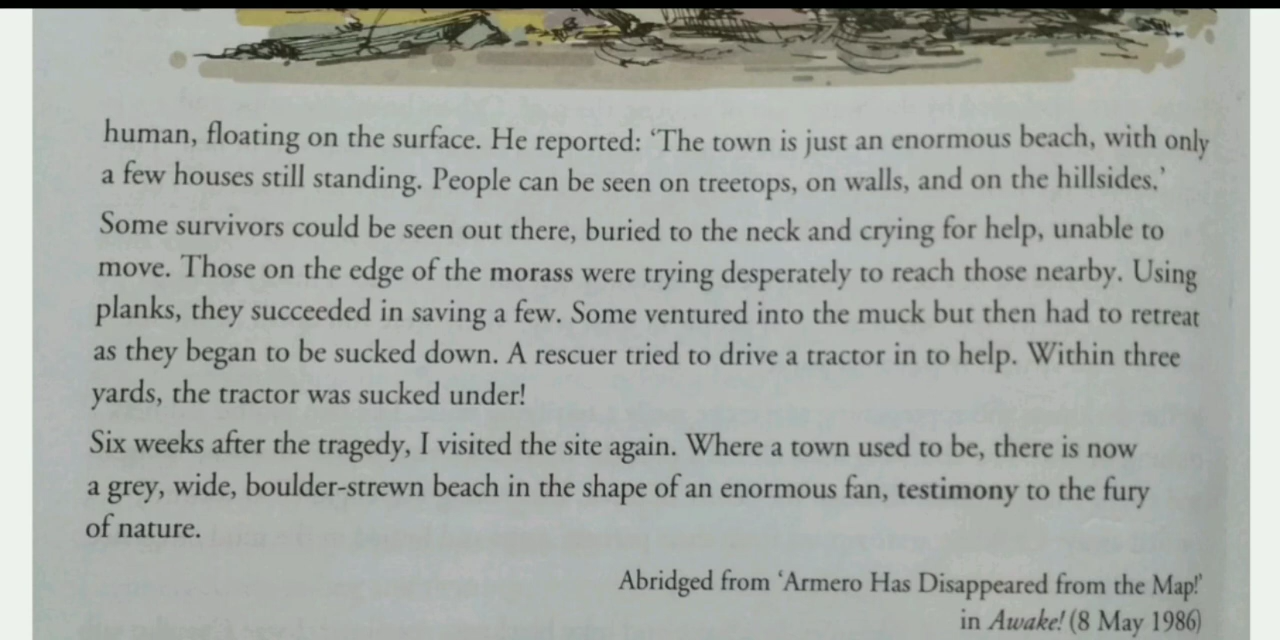 human, floating on the surface. He reported: ‘The town is just an enormous beach, with only
a few houses still standing. People can be seen on treetops, on walls, and on the hillsides.’
Some survivors could be seen out there, buried to the neck and crying for help, unable to
move. Those on the edge of the morass were trying desperately to reach those nearby. Using
planks, they succeeded in saving a few. Some ventured into the muck but then had to retreat
as they began to be sucked down. A rescuer tried to drive a tractor in to help. Within three
yards, the tractor was sucked under!
Six weeks after the tragedy, I visited the site again. Where a town used to be, there is now
a grey, wide, boulder-strewn beach in the shape of an enormous fan, testimony to the fury
of nature.
Abridged from ‘Armero Has Disappeared from the Map!’
in Awake! (8 May 1986)